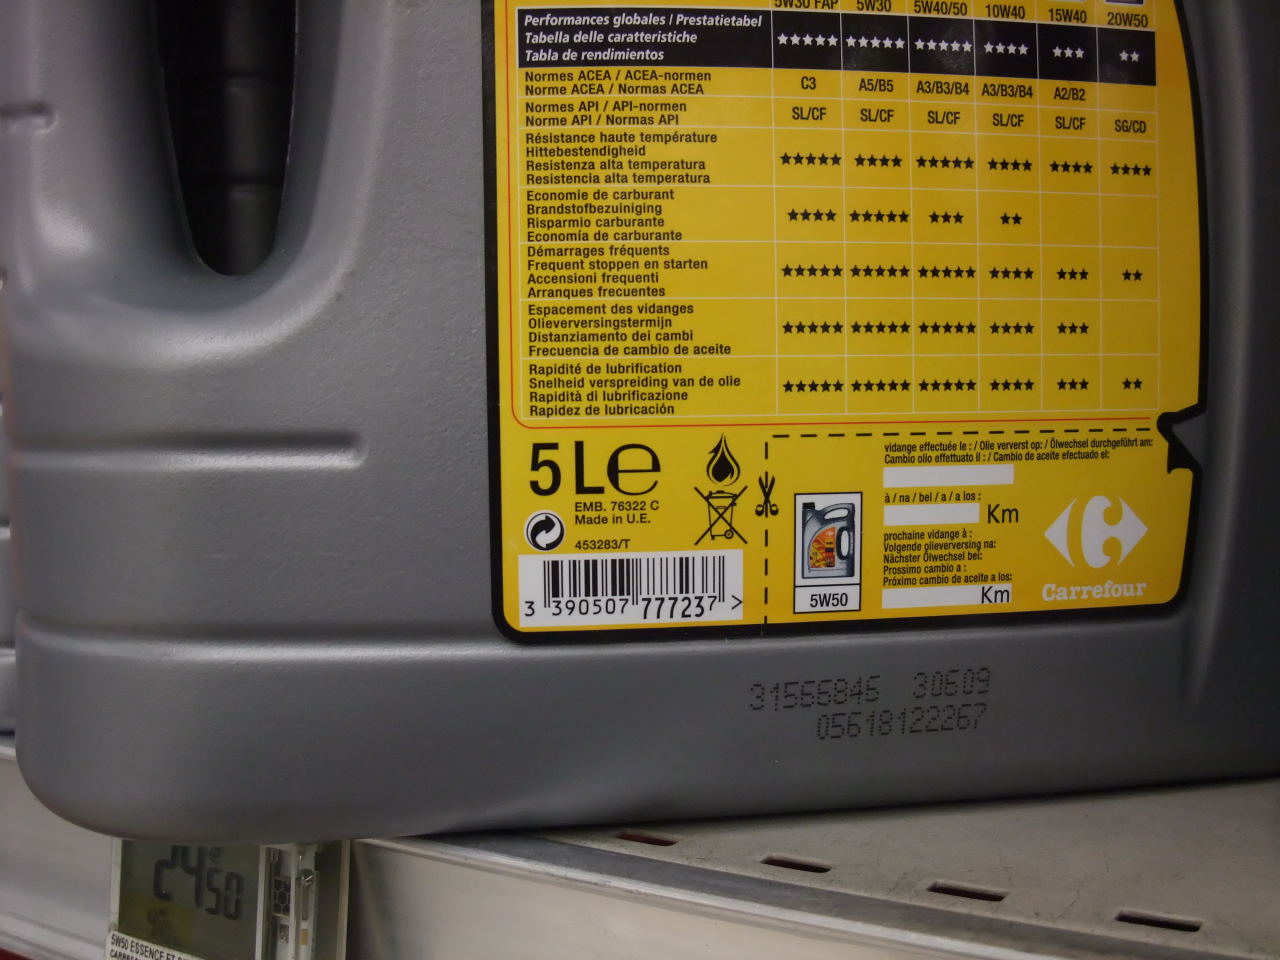 5W30 FAP 5W30 5W40/50 10W40 15W40 20W50
Performances globales / Prestatietabel
Tabella delle caratteristiche
Tabla de rendimientos
★★★★★ ★★★★★ ★★★★★ ★★★★ ★★★ ★★
Normes ACEA / ACEA-normen
Norme ACEA / Normas ACEA
C3 A5/B5 A3/B3/B4 A3/B3/B4 A2/B2
Normes API / API-normen
Norme API / Normas API
SL/CF SL/CF SL/CF SL/CF SL/CF SG/CD
Résistance haute température
Hittebestendigheid
Resistenza alta temperatura
Resistencia alta temperatura
★★★★★ ★★★★ ★★★★★ ★★★★ ★★★★ ★★★★
Economie de carburant
Brandstofbezuiniging
Risparmio carburante
Economía de carburante
★★★★ ★★★★★ ★★★ ★★
Démarrages fréquents
Frequent stoppen en starten
Accensioni frequenti
Arranques frecuentes
★★★★★ ★★★★★ ★★★★★ ★★★★ ★★★ ★★
Espacement des vidanges
Olieverversingstermijn
Distanziamento dei cambi
Frecuencia de cambio de aceite
★★★★★ ★★★★★ ★★★★★ ★★★★ ★★★
Rapidité de lubrification
Snelheid verspreiding van de olie
Rapidità di lubrificazione
Rapidez de lubricación
★★★★★ ★★★★★ ★★★★★ ★★★★ ★★★ ★★
5 L e
EMB. 76322 C
Made in U.E.
453283/T
3 390507 777237 >
5W50
vidange effectuée le : / Olie ververst op: / Ölwechsel durchgeführt am:
Cambio olio effettuato il : / Cambio de aceite efectuado el:
à / na / bei / a / a los :
Km
prochaine vidange à :
Volgende olieverversing na:
Nächster Ölwechsel bei:
Prossimo cambio a :
Próximo cambio de aceite a los:
Km
Carrefour
31566846 30609
05618122267
24€50
5W50 ESSENCE ET